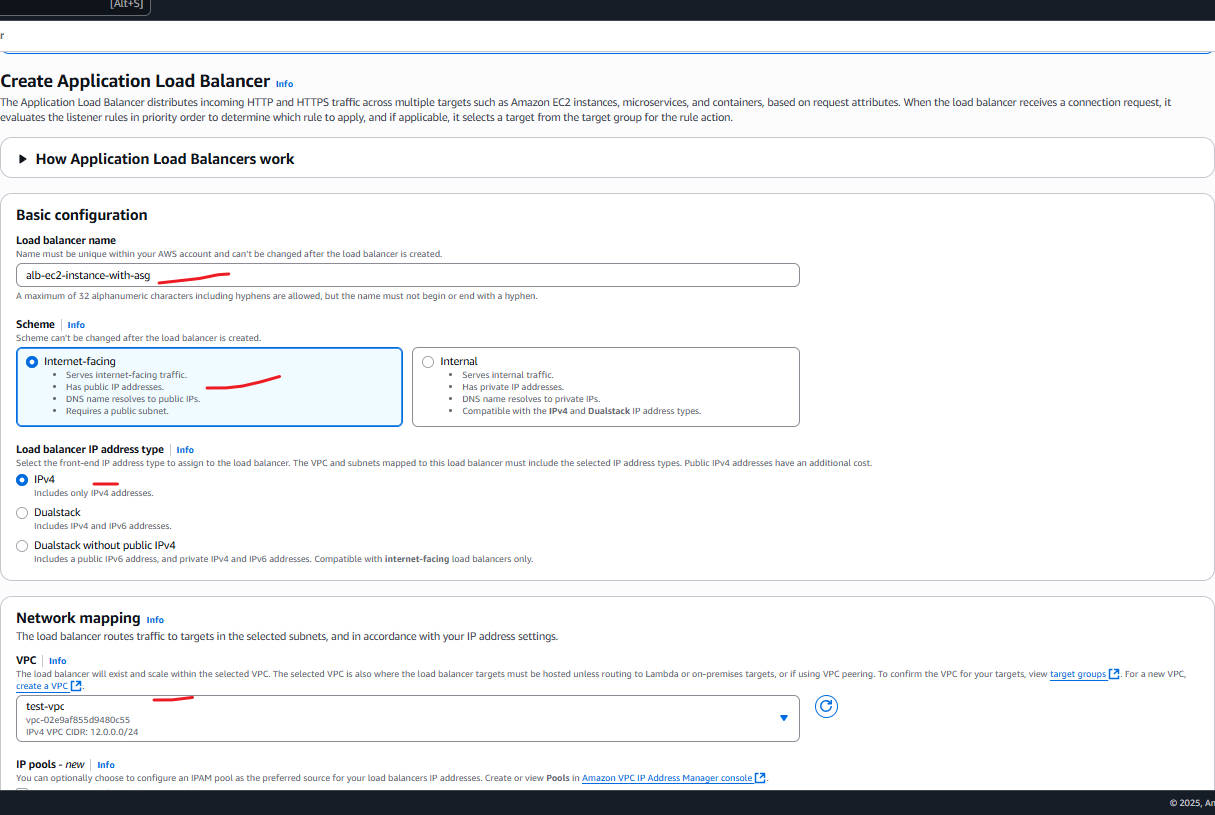 [Alt+S]
r
Create Application Load Balancer Info
The Application Load Balancer distributes incoming HTTP and HTTPS traffic across multiple targets such as Amazon EC2 instances, microservices, and containers, based on request attributes. When the load balancer receives a connection request, it
evaluates the listener rules in priority order to determine which rule to apply, and if applicable, it selects a target from the target group for the rule action.
How Application Load Balancers work
Basic configuration
Load balancer name
Name must be unique within your AWS account and can't be changed after the load balancer is created.
alb-ec2-instance-with-asg
A maximum of 32 alphanumeric characters including hyphens are allowed, but the name must not begin or end with a hyphen.
Scheme Info
Scheme can't be changed after the load balancer is created.
Internet-facing
• Serves internet-facing traffic.
• Has public IP addresses.
• DNS name resolves to public IPs.
• Requires a public subnet.
Internal
• Serves internal traffic.
• Has private IP addresses.
• DNS name resolves to private IPs.
• Compatible with the IPv4 and Dualstack IP address types.
Load balancer IP address type Info
Select the front-end IP address type to assign to the load balancer. The VPC and subnets mapped to this load balancer must include the selected IP address types. Public IPv4 addresses have an additional cost.
IPv4
Includes only IPv4 addresses.
Dualstack
Includes IPv4 and IPv6 addresses.
Dualstack without public IPv4
Includes a public IPv6 address, and private IPv4 and IPv6 addresses. Compatible with internet-facing load balancers only.
Network mapping Info
The load balancer routes traffic to targets in the selected subnets, and in accordance with your IP address settings.
VPC Info
The load balancer will exist and scale within the selected VPC. The selected VPC is also where the load balancer targets must be hosted unless routing to Lambda or on-premises targets, or if using VPC peering. To confirm the VPC for your targets, view target groups. For a new VPC,
create a VPC.
test-vpc
vpc-02e9af855d9480c55
IPv4 VPC CIDR: 12.0.0.0/24
IP pools - new Info
You can optionally choose to configure an IPAM pool as the preferred source for your load balancers IP addresses. Create or view Pools in Amazon VPC IP Address Manager console.
© 2025, Am